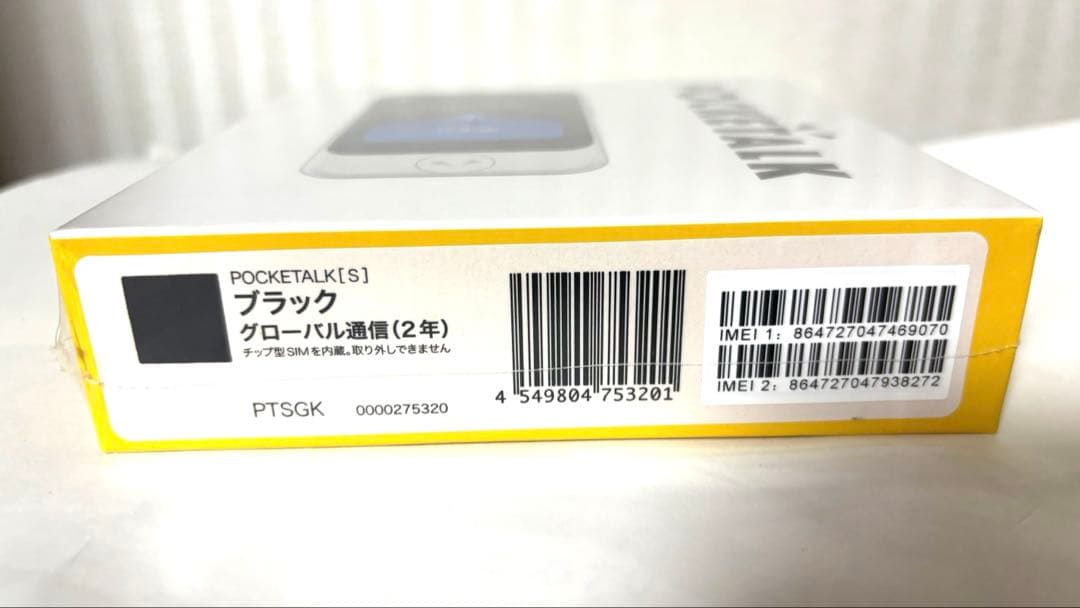 POCKETALK
POCKETALK[S]
ブラック
グローバル通信(2年)
チップ型SIMを内蔵。取り外しできません
PTSGK 0000275320
4 549804 753201
IMEI 1: 864727047469070
IMEI 2: 864727047938272